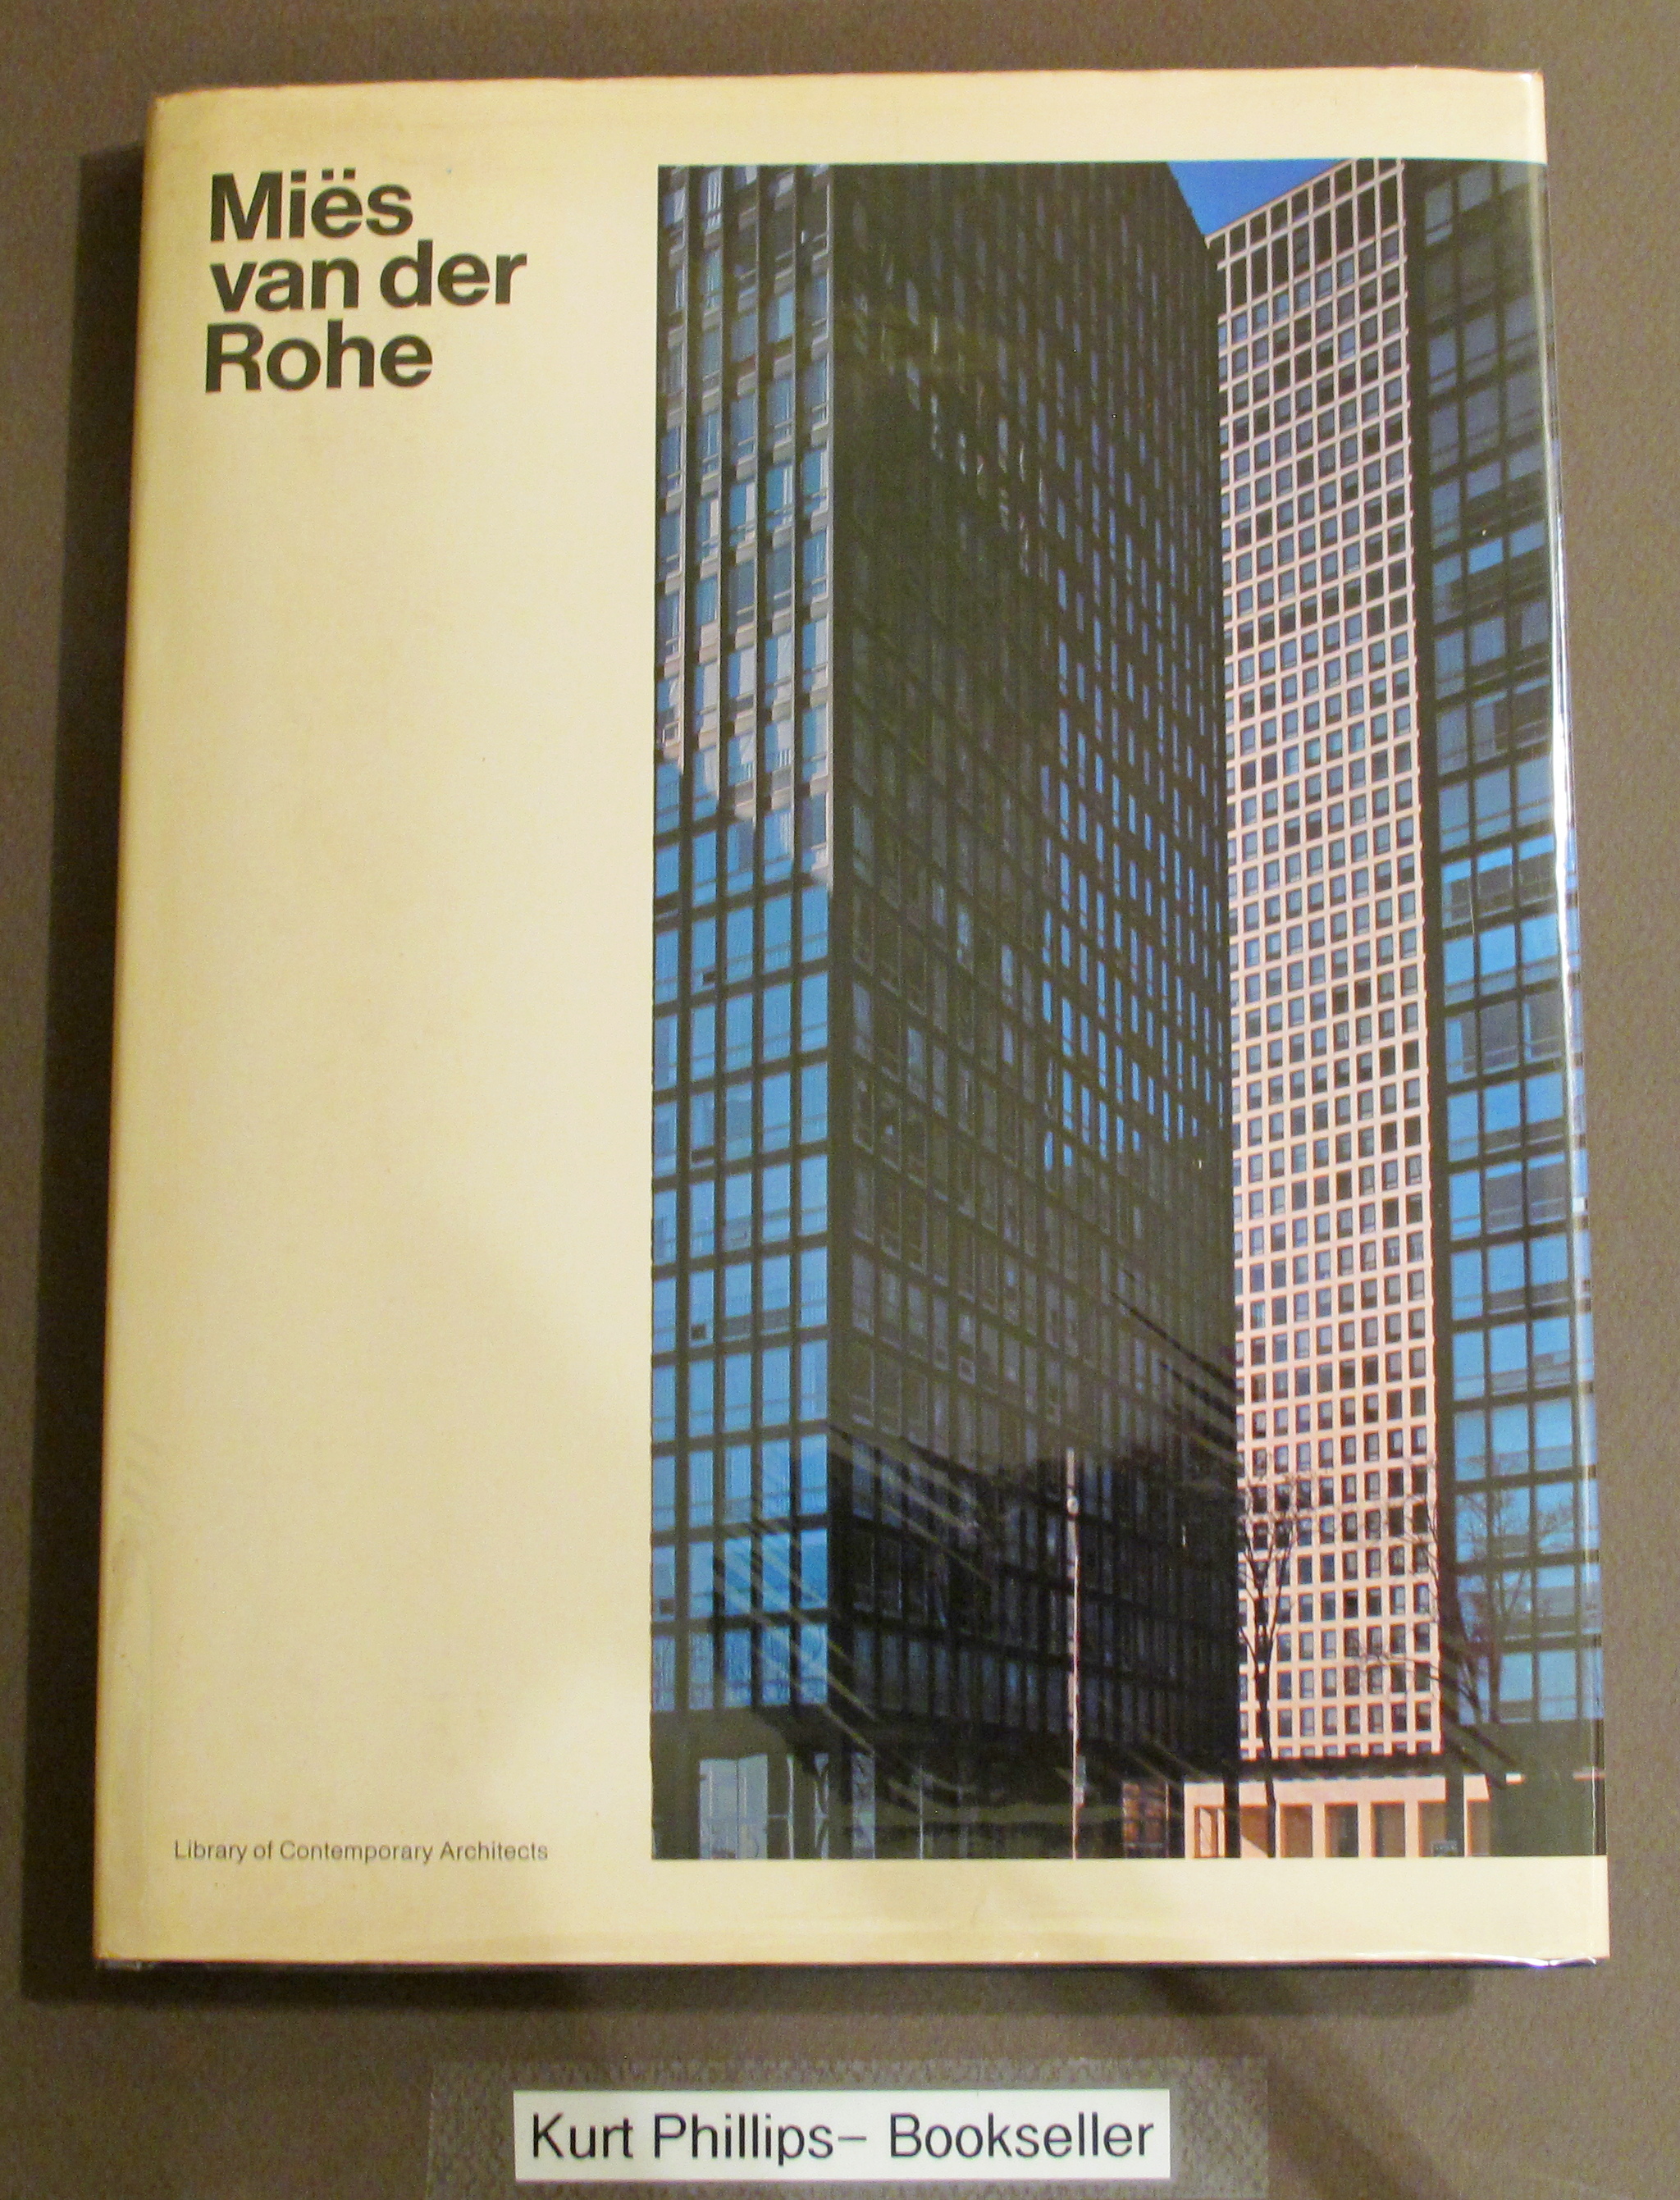 Miës
van der
Rohe
Library of Contemporary Architects
Kurt Phillips– Bookseller